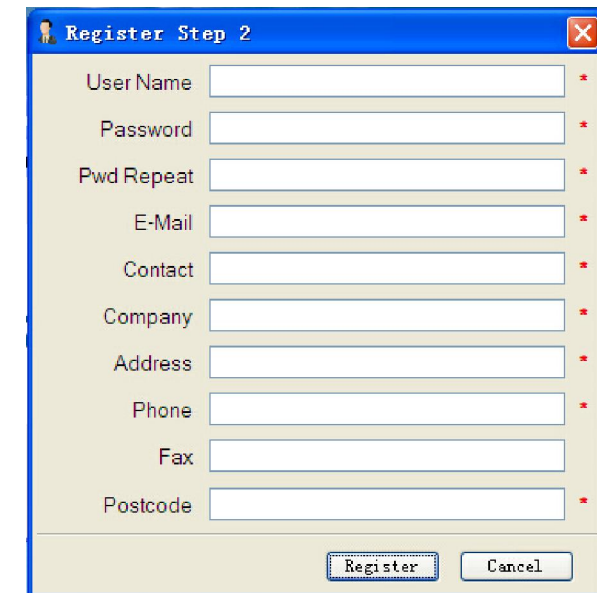 Register Step 2
User Name *
Password *
Pwd Repeat *
E-Mail *
Contact *
Company *
Address *
Phone *
Fax
Postcode *
Register Cancel